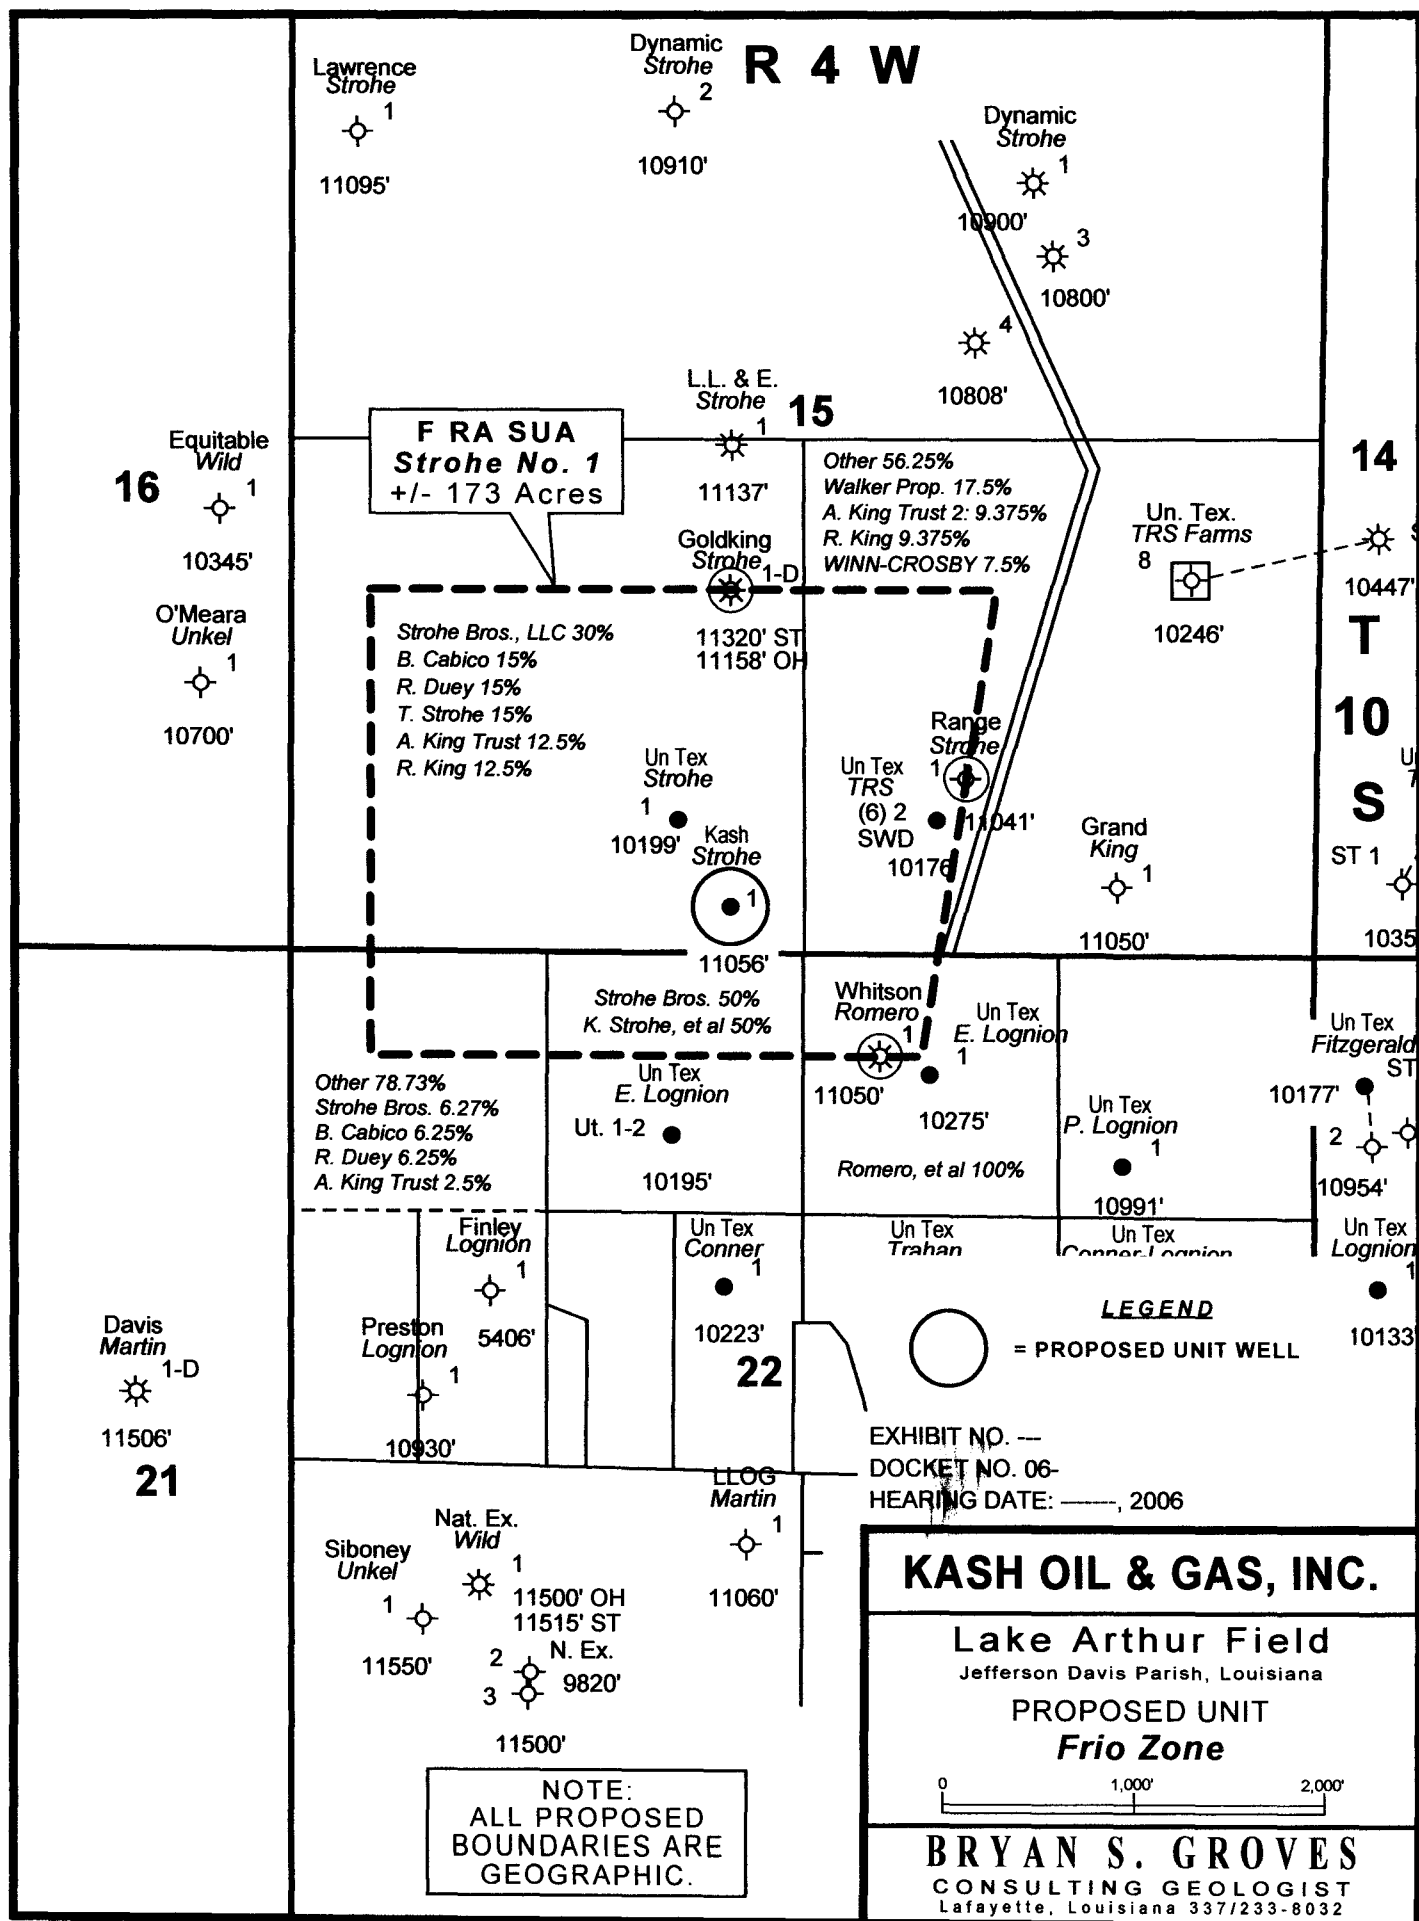 R 4 W
Lawrence
Strohe
1
11095'
Dynamic
Strohe
2
10910'
Dynamic
Strohe
1
10900'
3
10800'
4
10808'
L.L. & E.
Strohe
1
11137'
15
Equitable
Wild
1
10345'
16
F RA SUA
Strohe No. 1
+/- 173 Acres
Other 56.25%
Walker Prop. 17.5%
A. King Trust 2: 9.375%
R. King 9.375%
WINN-CROSBY 7.5%
14
Un. Tex.
TRS Farms
8
10246'
10447'
Goldking
Strohe
1-D
11320' ST
11158' OH
O'Meara
Unkel
1
10700'
Strohe Bros., LLC 30%
B. Cabico 15%
R. Duey 15%
T. Strohe 15%
A. King Trust 12.5%
R. King 12.5%
T
10
S
Range
Strohe
1
11041'
Un Tex
Strohe
1
10199'
Un Tex
TRS
(6) 2
SWD
10176
Kash
Strohe
1
11056'
Grand
King
1
11050'
ST 1
1035
Strohe Bros. 50%
K. Strohe, et al 50%
Whitson
Romero
1
11050'
Un Tex
E. Lognion
1
10275'
Un Tex
Fitzgerald
ST
10177'
2
10954'
Other 78.73%
Strohe Bros. 6.27%
B. Cabico 6.25%
R. Duey 6.25%
A. King Trust 2.5%
Un Tex
E. Lognion
Ut. 1-2
10195'
Un Tex
P. Lognion
1
10991'
Romero, et al 100%
Finley
Lognion
1
5406'
Un Tex
Conner
1
10223'
Un Tex
Trahan
Un Tex
Conner-Lognion
Un Tex
Lognion
1
10133'
Davis
Martin
1-D
11506'
21
Preston
Lognion
1
10930'
22
LEGEND
= PROPOSED UNIT WELL
EXHIBIT NO. ---
DOCKET NO. 06-
HEARING DATE: -------, 2006
LLOG
Martin
1
11060'
Siboney
Unkel
1
11550'
Nat. Ex.
Wild
1
11500' OH
11515' ST
N. Ex.
2
9820'
3
11500'
NOTE:
ALL PROPOSED
BOUNDARIES ARE
GEOGRAPHIC.
KASH OIL & GAS, INC.
Lake Arthur Field
Jefferson Davis Parish, Louisiana
PROPOSED UNIT
Frio Zone
0 1,000' 2,000'
BRYAN S. GROVES
CONSULTING GEOLOGIST
Lafayette, Louisiana 337/233-8032